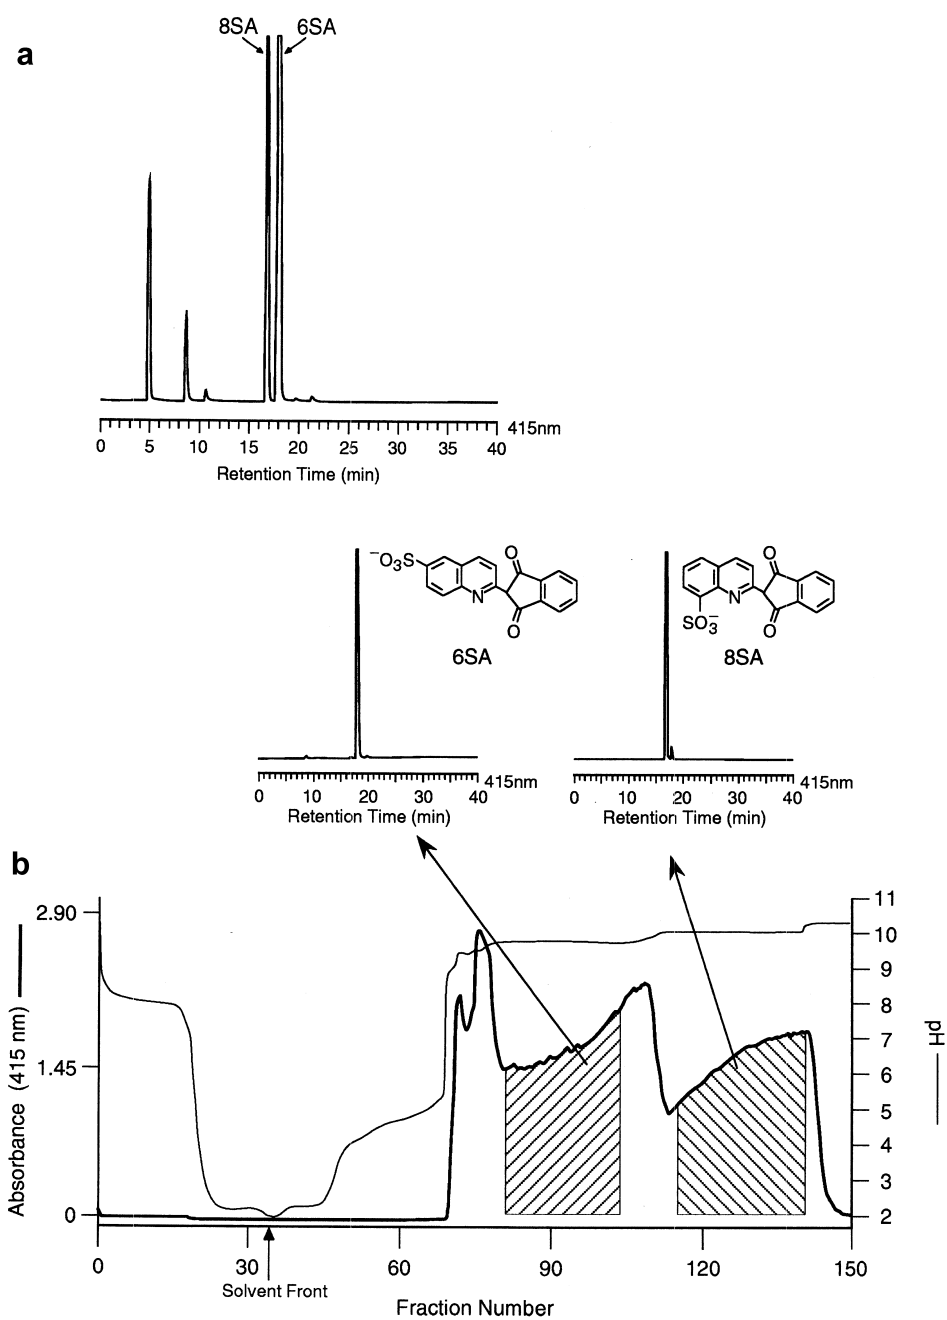 a
8SA 6SA
0 5 10 15 20 25 30 35 40 415nm
Retention Time (min)
⁻O₃S O O N
6SA
0 10 20 30 40 415nm
Retention Time (min)
SO₃⁻ O O N
8SA
0 10 20 30 40 415nm
Retention Time (min)
b
Absorbance (415 nm)
2.90
1.45
0
11
10
9
8
7
6
5
4
3
2
pH
0 30 60 90 120 150
Solvent Front
Fraction Number